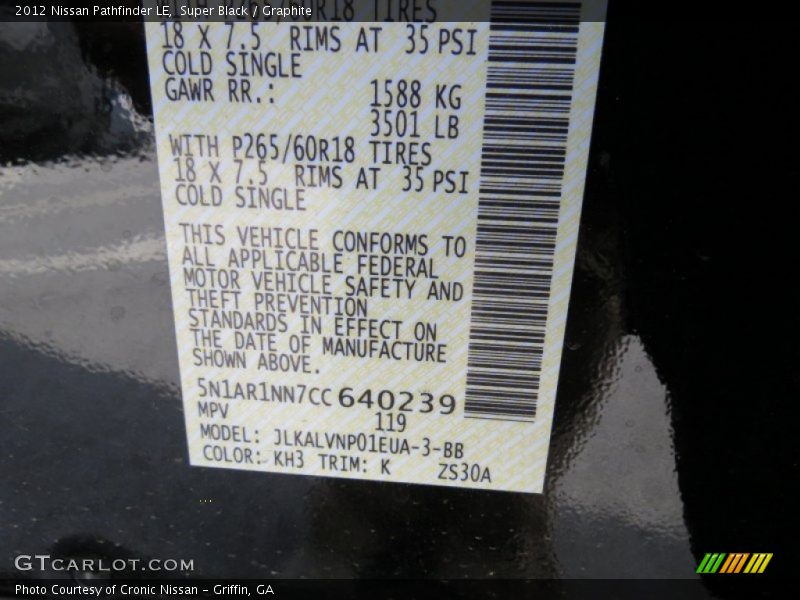 2012 Nissan Pathfinder LE, Super Black / Graphite
WITH P265/60R18 TIRES
18 X 7.5 RIMS AT 35 PSI
COLD SINGLE
GAWR RR.: 1588 KG
3501 LB
WITH P265/60R18 TIRES
18 X 7.5 RIMS AT 35 PSI
COLD SINGLE
THIS VEHICLE CONFORMS TO
ALL APPLICABLE FEDERAL
MOTOR VEHICLE SAFETY AND
THEFT PREVENTION
STANDARDS IN EFFECT ON
THE DATE OF MANUFACTURE
SHOWN ABOVE.
5N1AR1NN7CC640239
MPV 119
MODEL: JLKALVNP01EUA-3-BB
COLOR: KH3 TRIM: K ZS30A
GTCARLOT.COM
Photo Courtesy of Cronic Nissan - Griffin, GA